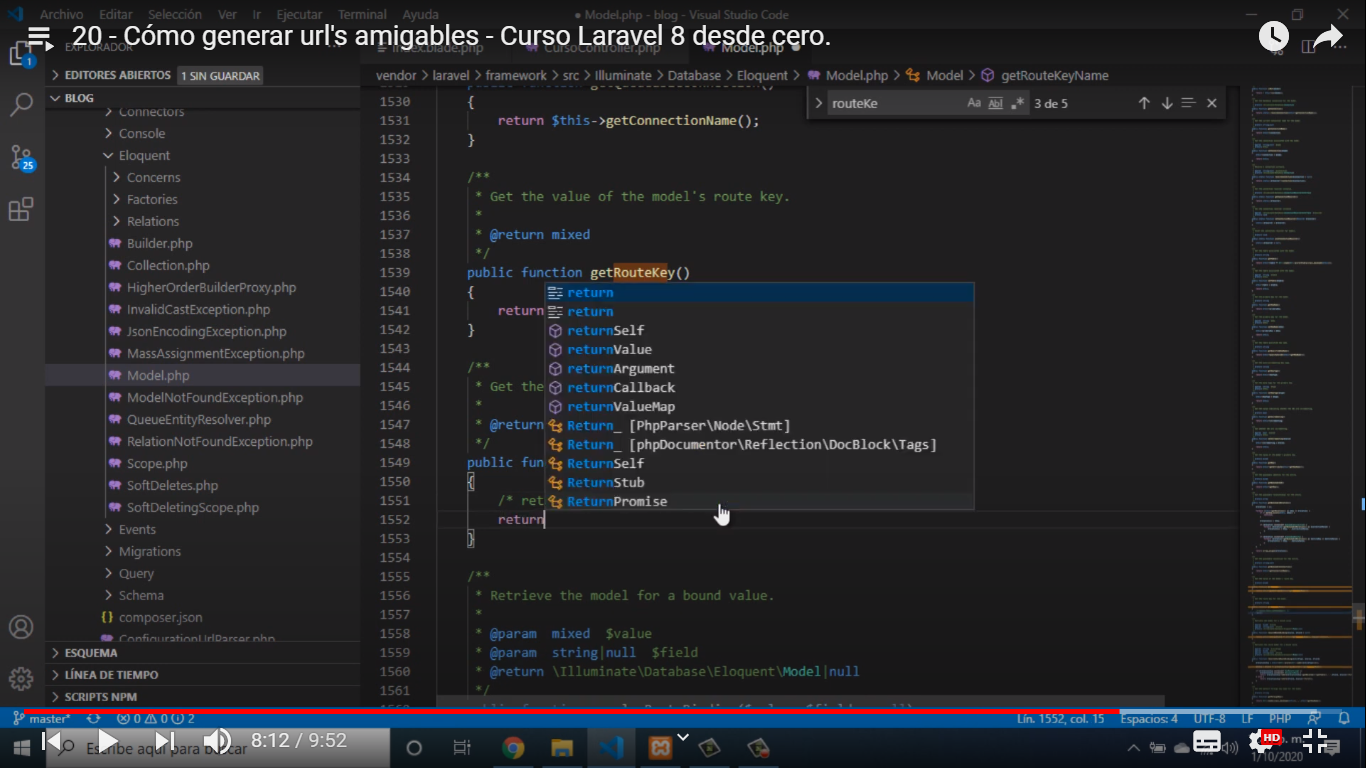 Archivo Editar Selección Ver Ir Ejecutar Terminal Ayuda
● Model.php - blog - Visual Studio Code
20 - Cómo generar url's amigables - Curso Laravel 8 desde cero.
EXPLORADOR
index.blade.php
CursoController.php
Model.php
EDITORES ABIERTOS 1 SIN GUARDAR
vendor > laravel > framework > src > Illuminate > Database > Eloquent > Model.php > Model > getRouteKeyName
BLOG
routeKe
3 de 5
Connectors
Console
Eloquent
Concerns
Factories
Relations
Builder.php
Collection.php
HigherOrderBuilderProxy.php
InvalidCastException.php
JsonEncodingException.php
MassAssignmentException.php
Model.php
ModelNotFoundException.php
QueueEntityResolver.php
RelationNotFoundException.php
Scope.php
SoftDeletes.php
SoftDeletingScope.php
Events
Migrations
Query
Schema
composer.json
ConfigurationUrlParser.php
ESQUEMA
LÍNEA DE TIEMPO
SCRIPTS NPM
1530 {
1531 return $this->getConnectionName();
1532 }
1533
1534 /**
1535 * Get the value of the model's route key.
1536 *
1537 * @return mixed
1538 */
1539 public function getRouteKey()
1540 {
1541 return
1542 }
1543
1544 /**
1545 * Get the
1546 *
1547 * @return
1548 */
1549 public fun
1550 {
1551 /* ret
1552 return
1553 }
1554
1555 /**
1556 * Retrieve the model for a bound value.
1557 *
1558 * @param mixed $value
1559 * @param string|null $field
1560 * @return \Illuminate\Database\Eloquent\Model|null
1561 */
return
return
returnSelf
returnValue
returnArgument
returnCallback
returnValueMap
Return_ [PhpParser\Node\Stmt]
Return_ [phpDocumentor\Reflection\DocBlock\Tags]
ReturnSelf
ReturnStub
ReturnPromise
1
25
master*
0 0 2
Lín. 1552, col. 15 Espacios: 4 UTF-8 LF PHP
Escribe aquí para buscar
8:12 / 9:52
HD
1/10/2020